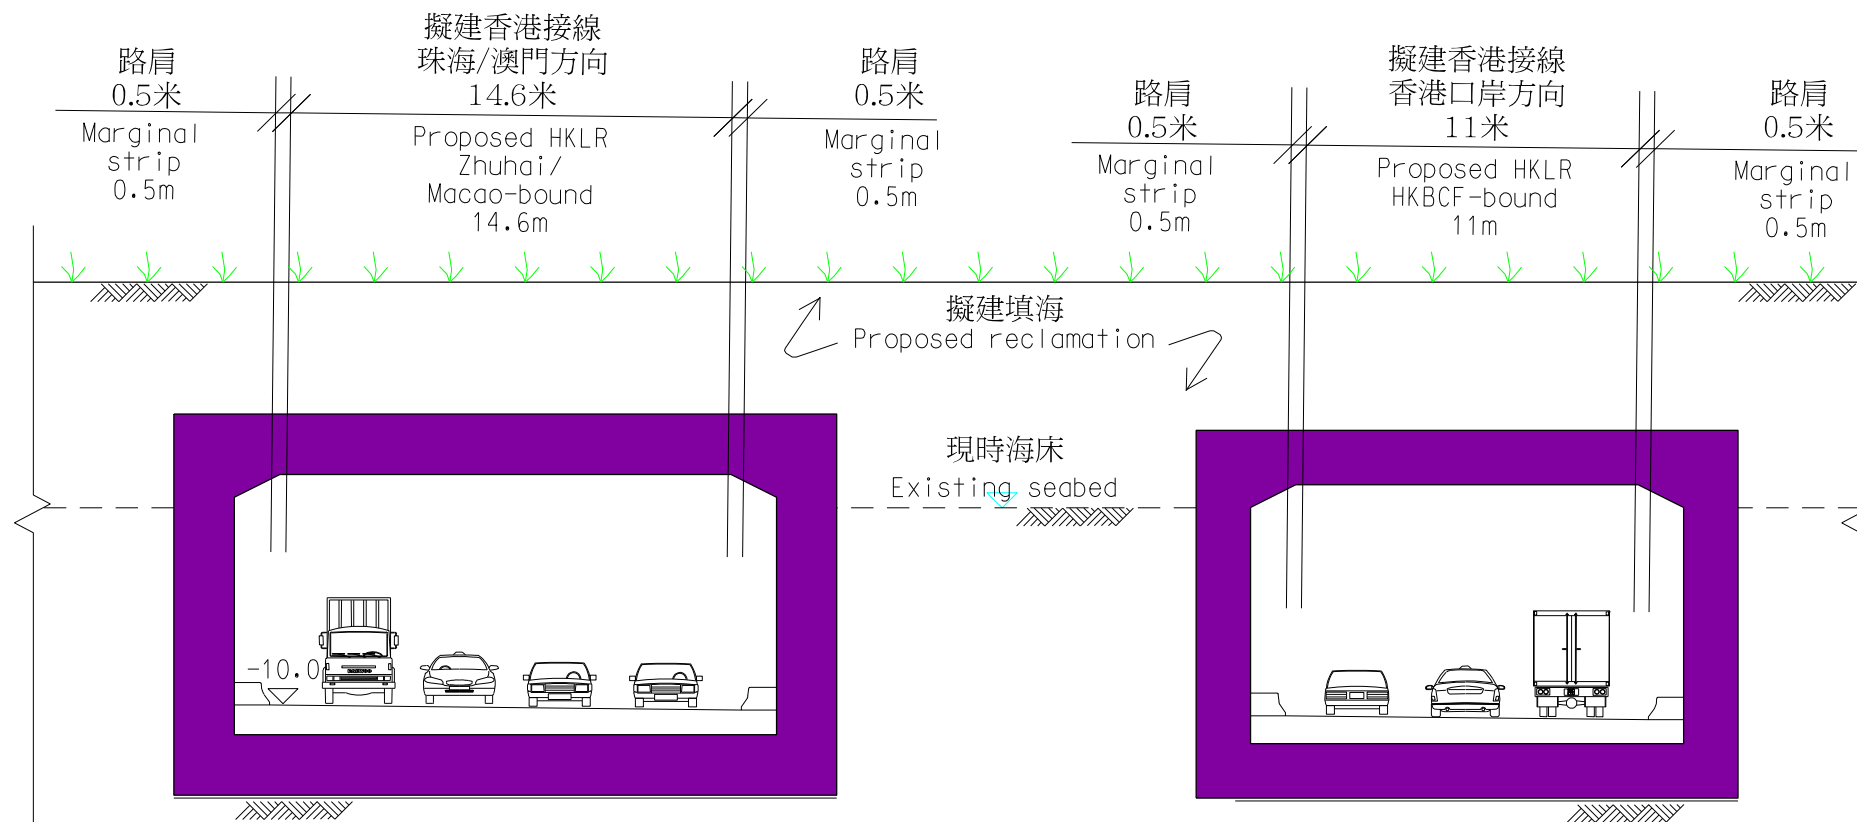 路肩
0.5米
Marginal
strip
0.5m
擬建香港接線
珠海/澳門方向
14.6米
Proposed HKLR
Zhuhai/
Macao-bound
14.6m
路肩
0.5米
Marginal
strip
0.5m
路肩
0.5米
Marginal
strip
0.5m
擬建香港接線
香港口岸方向
11米
Proposed HKLR
HKBCF-bound
11m
路肩
0.5米
Marginal
strip
0.5m
擬建填海
Proposed reclamation
現時海床
Existing seabed
-10.0